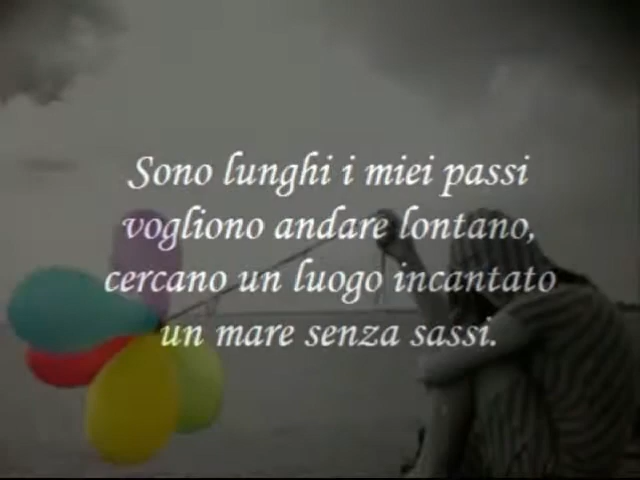 Sono lunghi i miei passi
vogliono andare lontano,
cercano un luogo incantato
un mare senza sassi.